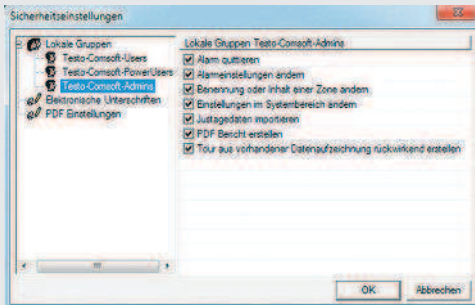 Sicherheitseinstellungen
Lokale Gruppen
Testo-Comsoft-Users
Testo-Comsoft-PowerUsers
Testo-Comsoft-Admins
Elektronische Unterschriften
PDF Einstellungen
Lokale Gruppen Testo-Comsoft-Admins
Alarm quittieren
Alarmeinstellungen ändern
Benennung oder Inhalt einer Zone ändern
Einstellungen im Systembereich ändern
Justagedaten importieren
PDF Bericht erstellen
Tour aus vorhandener Datenaufzeichnung rückwirkend erstellen
OK
Abbrechen